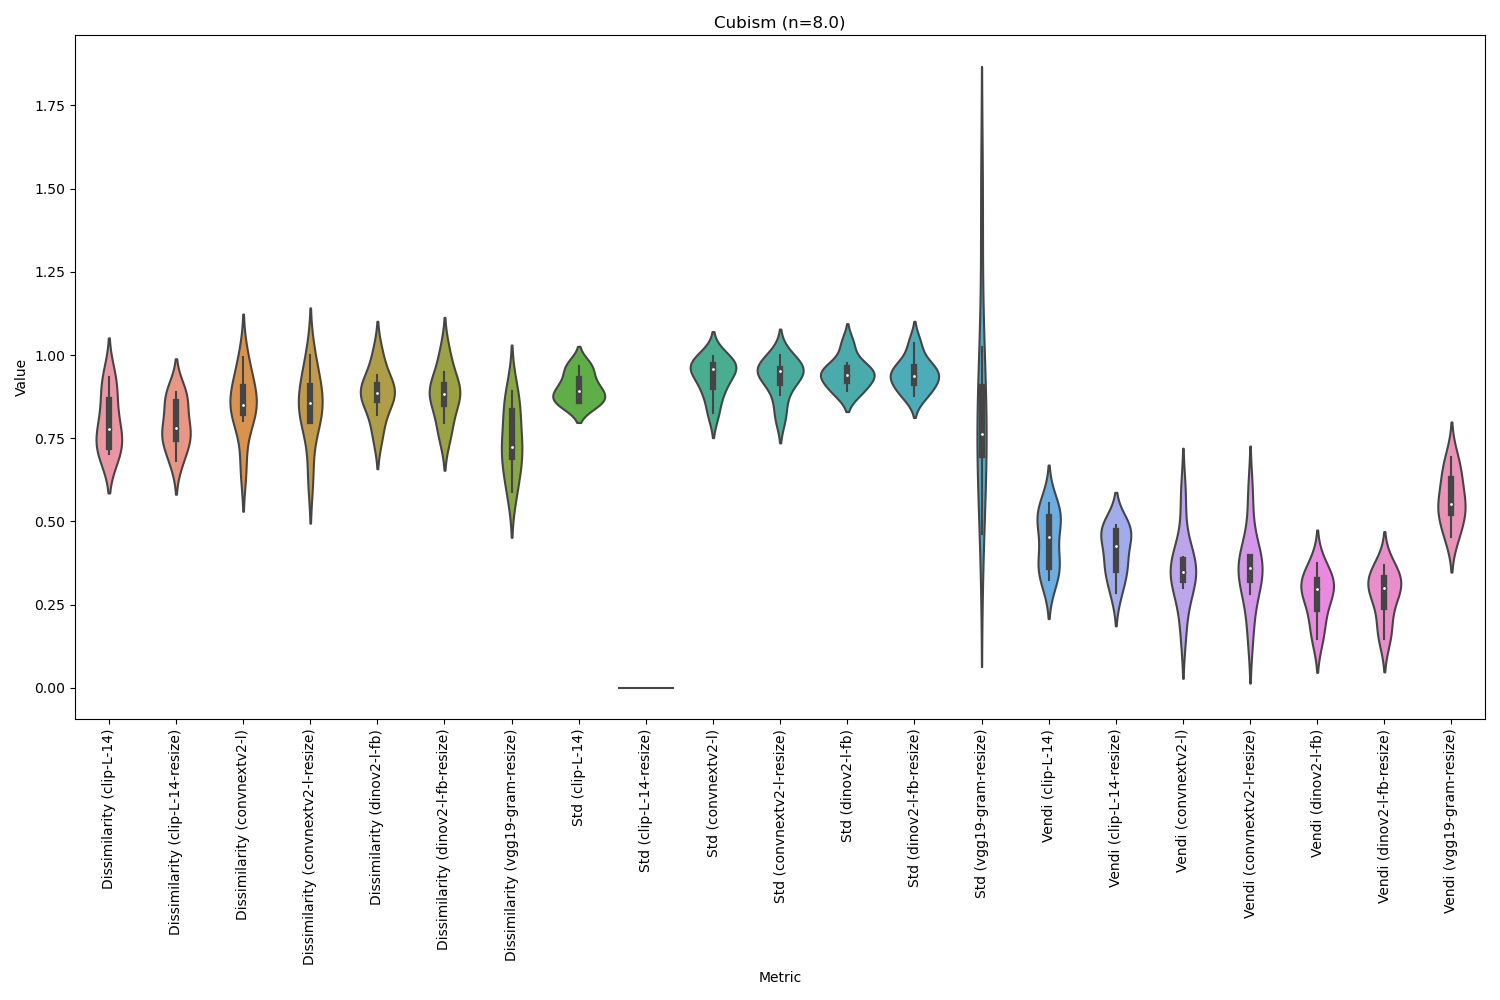 Cubism (n=8.0)
Value
1.75
1.50
1.25
1.00
0.75
0.50
0.25
0.00
Dissimilarity (clip-L-14)
Dissimilarity (clip-L-14-resize)
Dissimilarity (convnextv2-l)
Dissimilarity (convnextv2-l-resize)
Dissimilarity (dinov2-l-fb)
Dissimilarity (dinov2-l-fb-resize)
Dissimilarity (vgg19-gram-resize)
Std (clip-L-14)
Std (clip-L-14-resize)
Std (convnextv2-l)
Std (convnextv2-l-resize)
Std (dinov2-l-fb)
Std (dinov2-l-fb-resize)
Std (vgg19-gram-resize)
Vendi (clip-L-14)
Vendi (clip-L-14-resize)
Vendi (convnextv2-l)
Vendi (convnextv2-l-resize)
Vendi (dinov2-l-fb)
Vendi (dinov2-l-fb-resize)
Vendi (vgg19-gram-resize)
Metric